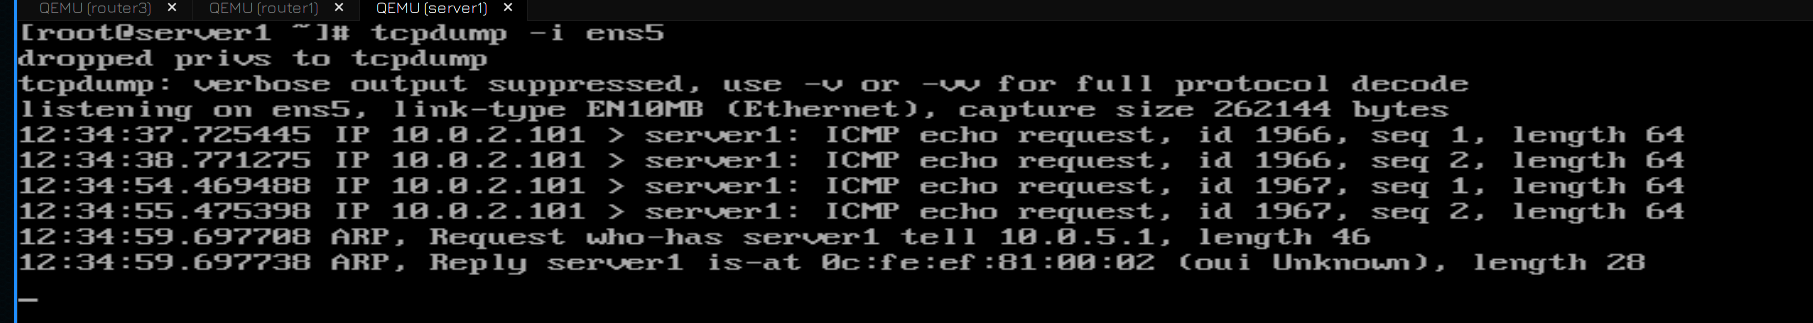 QEMU (router3) × QEMU (router1) × QEMU (server1) ×
[root@server1 ~]# tcpdump -i ens5
dropped privs to tcpdump
tcpdump: verbose output suppressed, use -v or -vv for full protocol decode
listening on ens5, link-type EN10MB (Ethernet), capture size 262144 bytes
12:34:37.725445 IP 10.0.2.101 > server1: ICMP echo request, id 1966, seq 1, length 64
12:34:38.771275 IP 10.0.2.101 > server1: ICMP echo request, id 1966, seq 2, length 64
12:34:54.469488 IP 10.0.2.101 > server1: ICMP echo request, id 1967, seq 1, length 64
12:34:55.475398 IP 10.0.2.101 > server1: ICMP echo request, id 1967, seq 2, length 64
12:34:59.697708 ARP, Request who-has server1 tell 10.0.5.1, length 46
12:34:59.697738 ARP, Reply server1 is-at 0c:fe:ef:81:00:02 (oui Unknown), length 28